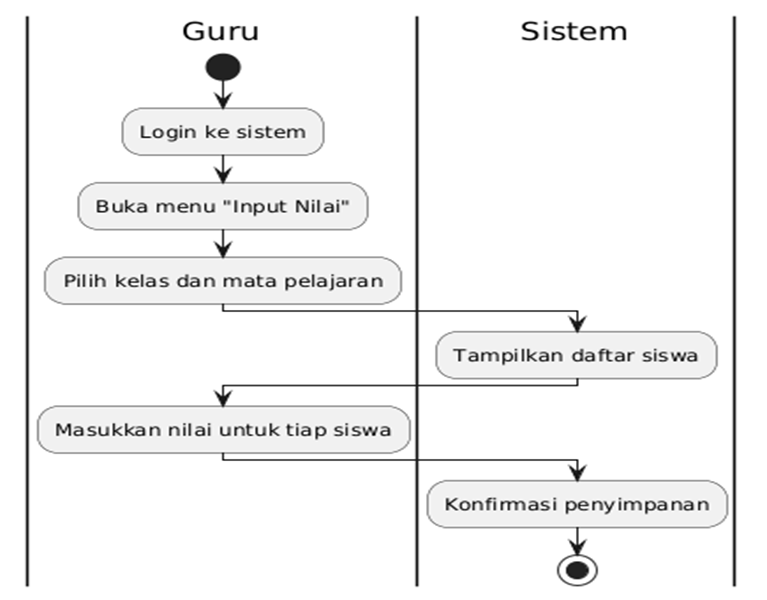 Guru
Sistem
Login ke sistem
Buka menu "Input Nilai"
Pilih kelas dan mata pelajaran
Tampilkan daftar siswa
Masukkan nilai untuk tiap siswa
Konfirmasi penyimpanan